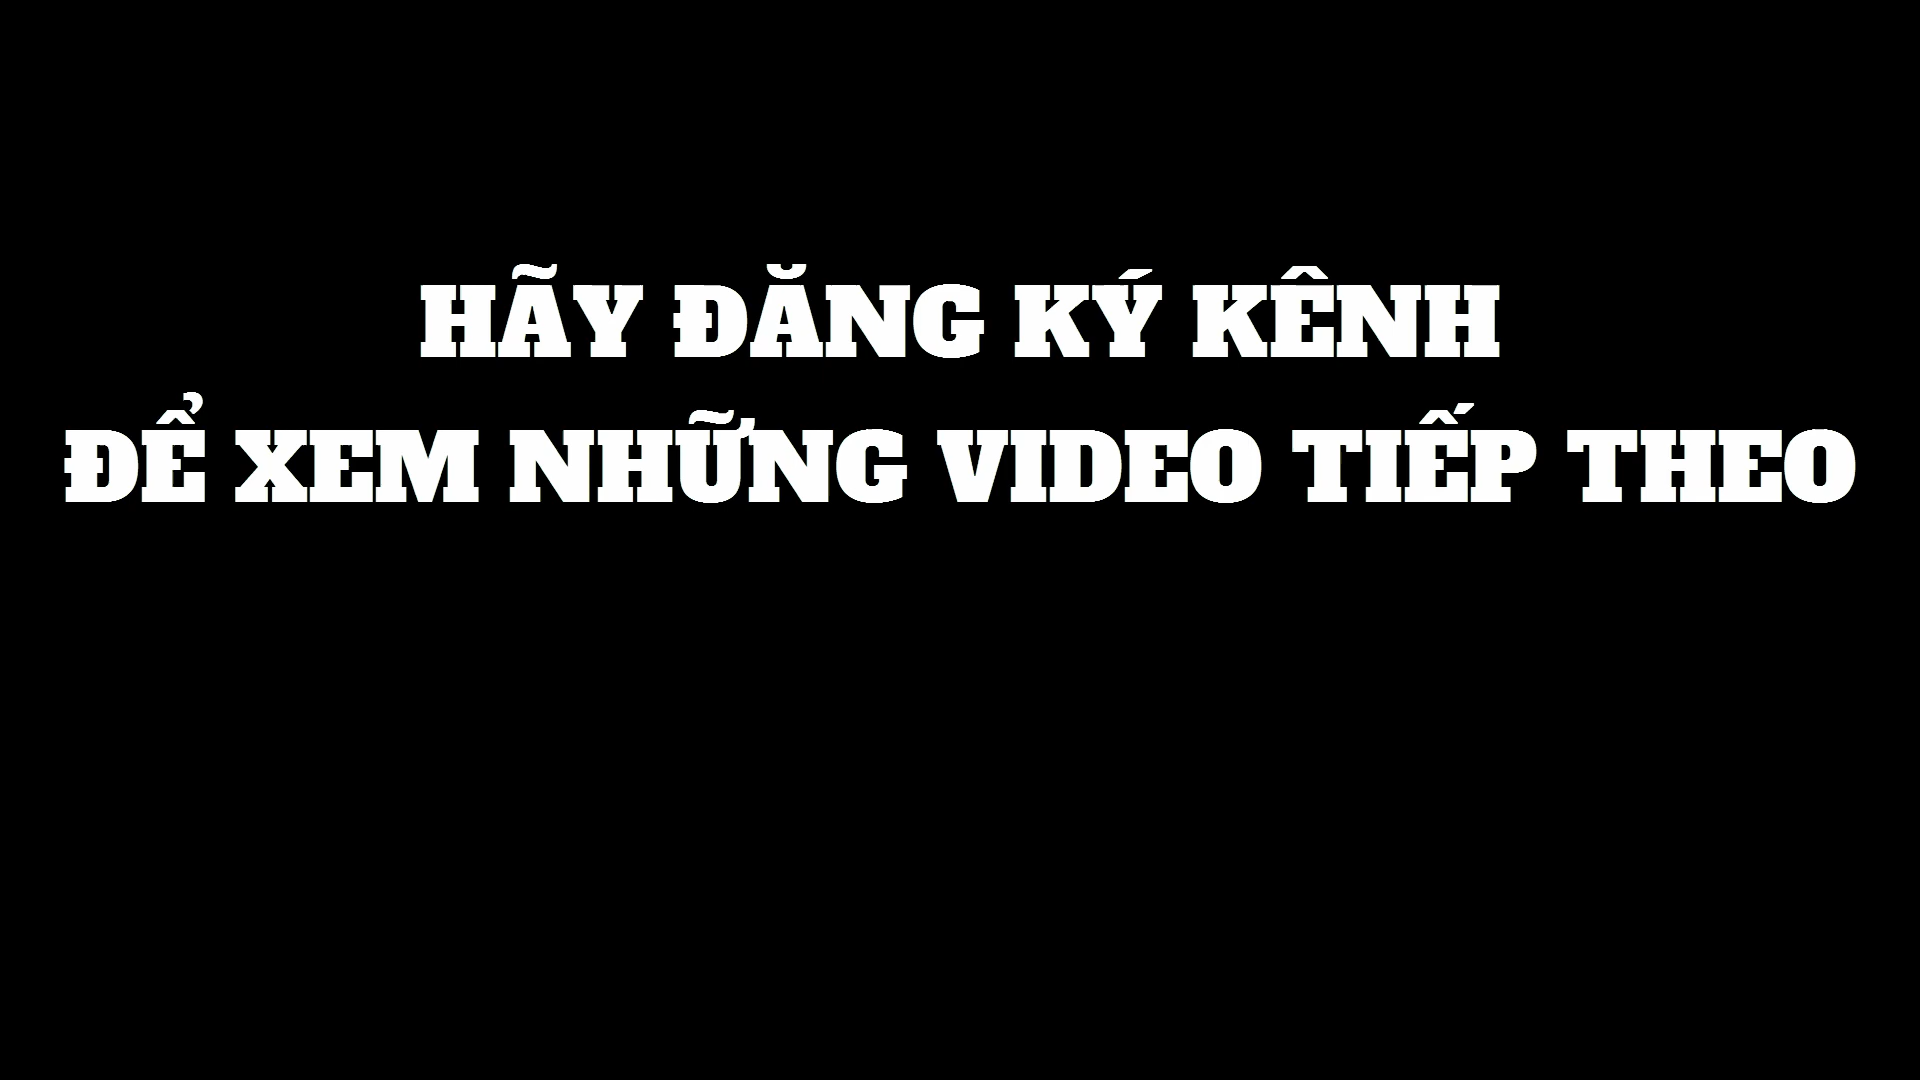 HÃY ĐĂNG KÝ KÊNH
ĐỂ XEM NHỮNG VIDEO TIẾP THEO